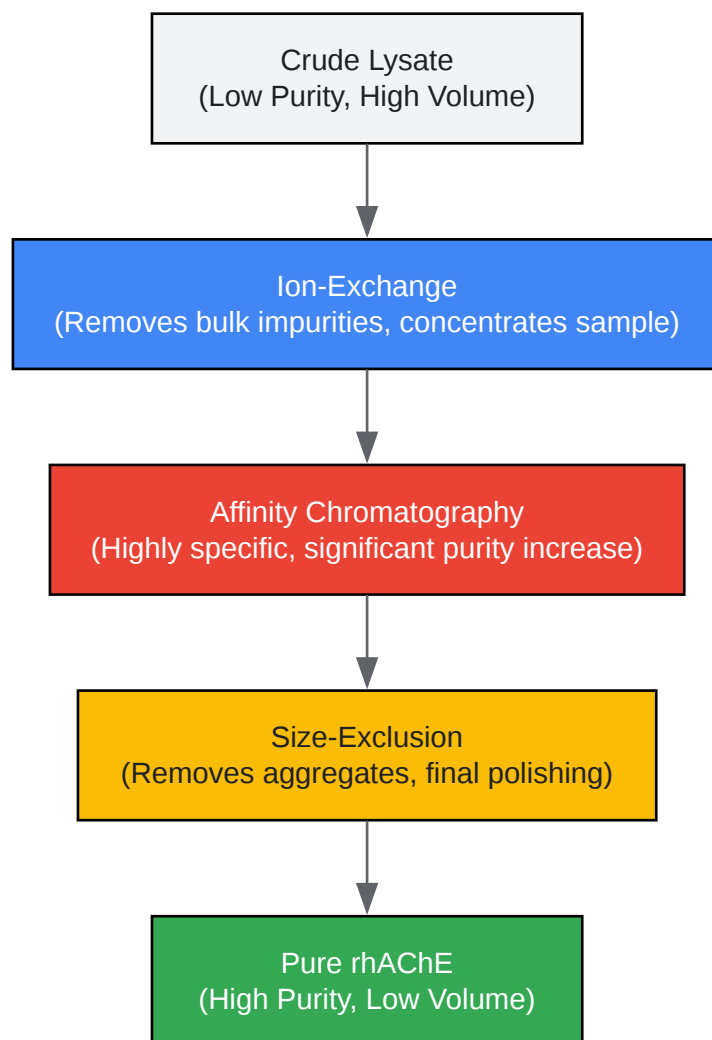 Crude Lysate
(Low Purity, High Volume)
Ion-Exchange
(Removes bulk impurities, concentrates sample)
Affinity Chromatography
(Highly specific, significant purity increase)
Size-Exclusion
(Removes aggregates, final polishing)
Pure rhAChE
(High Purity, Low Volume)